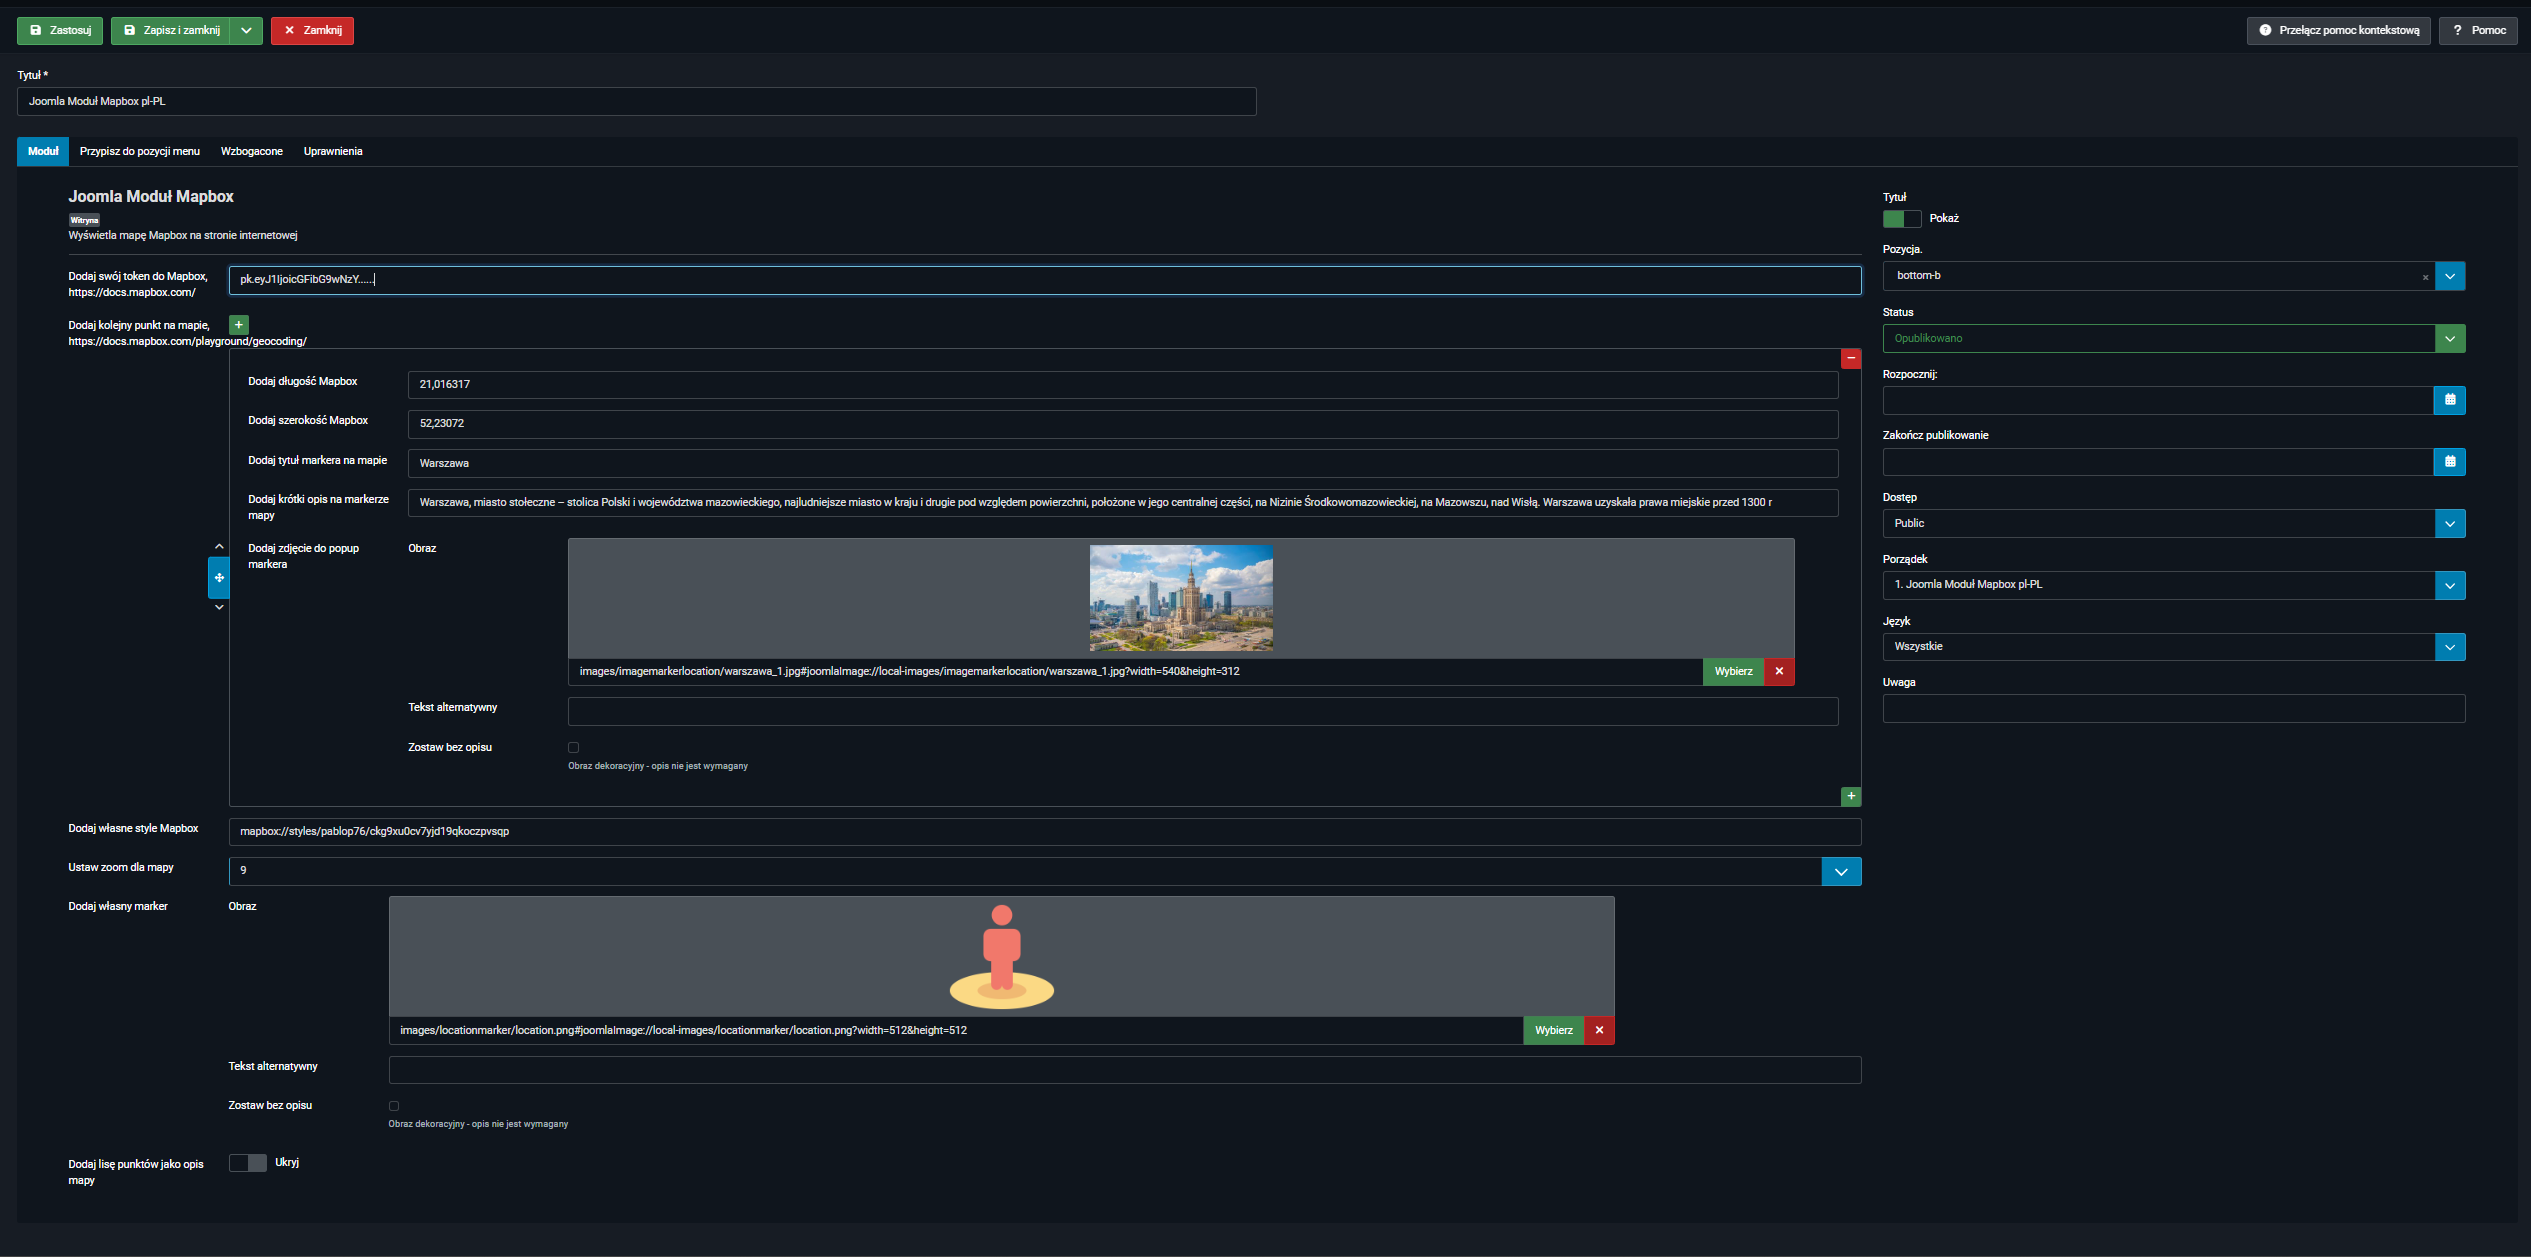 Zastosuj
Zapisz i zamknij
Zamknij
Przełącz pomoc kontekstową
? Pomoc
Tytuł *
Joomla Moduł Mapbox pl-PL
Moduł
Przypisz do pozycji menu
Wzbogacone
Uprawnienia
Joomla Moduł Mapbox
Witryna
Wyświetla mapę Mapbox na stronie internetowej
Dodaj swój token do Mapbox,
https://docs.mapbox.com/
pk.eyJ1IjoicGFibG9wNzY......
Dodaj kolejny punkt na mapie,
https://docs.mapbox.com/playground/geocoding/
Dodaj długość Mapbox
21,016317
Dodaj szerokość Mapbox
52,23072
Dodaj tytuł markera na mapie
Warszawa
Dodaj krótki opis na markerze
mapy
Warszawa, miasto stołeczne – stolica Polski i województwa mazowieckiego, najludniejsze miasto w kraju i drugie pod względem powierzchni, położone w jego centralnej części, na Nizinie Środkowomazowieckiej, na Mazowszu, nad Wisłą. Warszawa uzyskała prawa miejskie przed 1300 r
Dodaj zdjęcie do popup
markera
Obraz
images/imagemarkerlocation/warszawa_1.jpg#joomlaImage://local-images/imagemarkerlocation/warszawa_1.jpg?width=540&height=312
Wybierz
Tekst alternatywny
Zostaw bez opisu
Obraz dekoracyjny - opis nie jest wymagany
Dodaj własne style Mapbox
mapbox://styles/pablop76/ckg9xu0cv7yjd19qkoczpvsqp
Ustaw zoom dla mapy
9
Dodaj własny marker
Obraz
images/locationmarker/location.png#joomlaImage://local-images/locationmarker/location.png?width=512&height=512
Wybierz
Tekst alternatywny
Zostaw bez opisu
Obraz dekoracyjny - opis nie jest wymagany
Dodaj lisę punktów jako opis
mapy
Ukryj
Tytuł
Pokaż
Pozycja.
bottom-b
Status
Opublikowano
Rozpocznij:
Zakończ publikowanie
Dostęp
Public
Porządek
1. Joomla Moduł Mapbox pl-PL
Język
Wszystkie
Uwaga